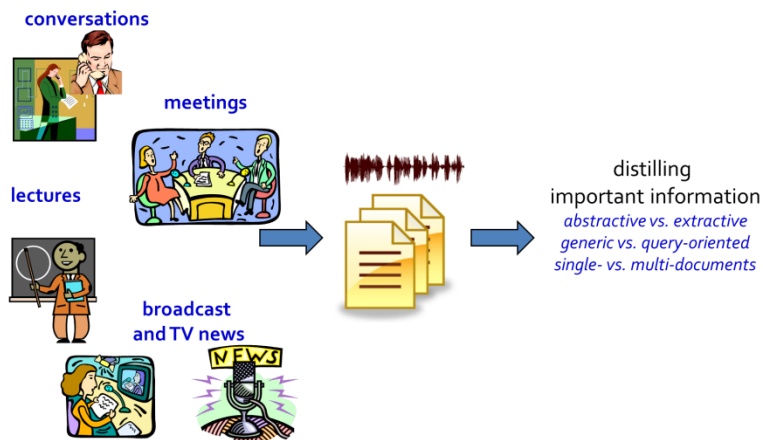 conversations
meetings
lectures
broadcast
and TV news
NEWS
distilling
important information
abstractive vs. extractive
generic vs. query-oriented
single- vs. multi-documents